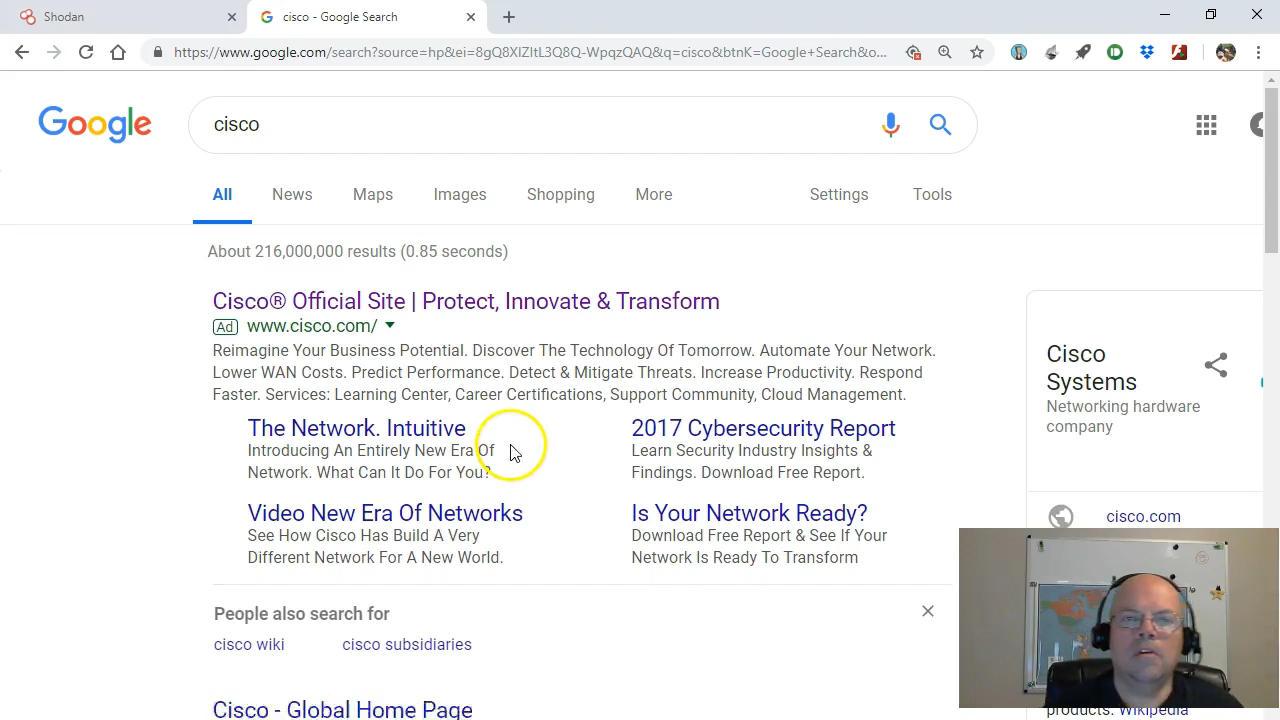 Shodan
cisco - Google Search
https://www.google.com/search?source=hp&ei=8gQ8XIZItL3Q8Q-WpqzQAQ&q=cisco&btnK=Google+Search&o...
Google
cisco
All News Maps Images Shopping More Settings Tools
About 216,000,000 results (0.85 seconds)
Cisco® Official Site | Protect, Innovate & Transform
Ad www.cisco.com/
Reimagine Your Business Potential. Discover The Technology Of Tomorrow. Automate Your Network.
Lower WAN Costs. Predict Performance. Detect & Mitigate Threats. Increase Productivity. Respond
Faster. Services: Learning Center, Career Certifications, Support Community, Cloud Management.
The Network. Intuitive
Introducing An Entirely New Era Of
Network. What Can It Do For You?
2017 Cybersecurity Report
Learn Security Industry Insights &
Findings. Download Free Report.
Video New Era Of Networks
See How Cisco Has Build A Very
Different Network For A New World.
Is Your Network Ready?
Download Free Report & See If Your
Network Is Ready To Transform
People also search for
cisco wiki cisco subsidiaries
Cisco - Global Home Page
Cisco
Systems
Networking hardware
company
cisco.com
products. Wikipedia